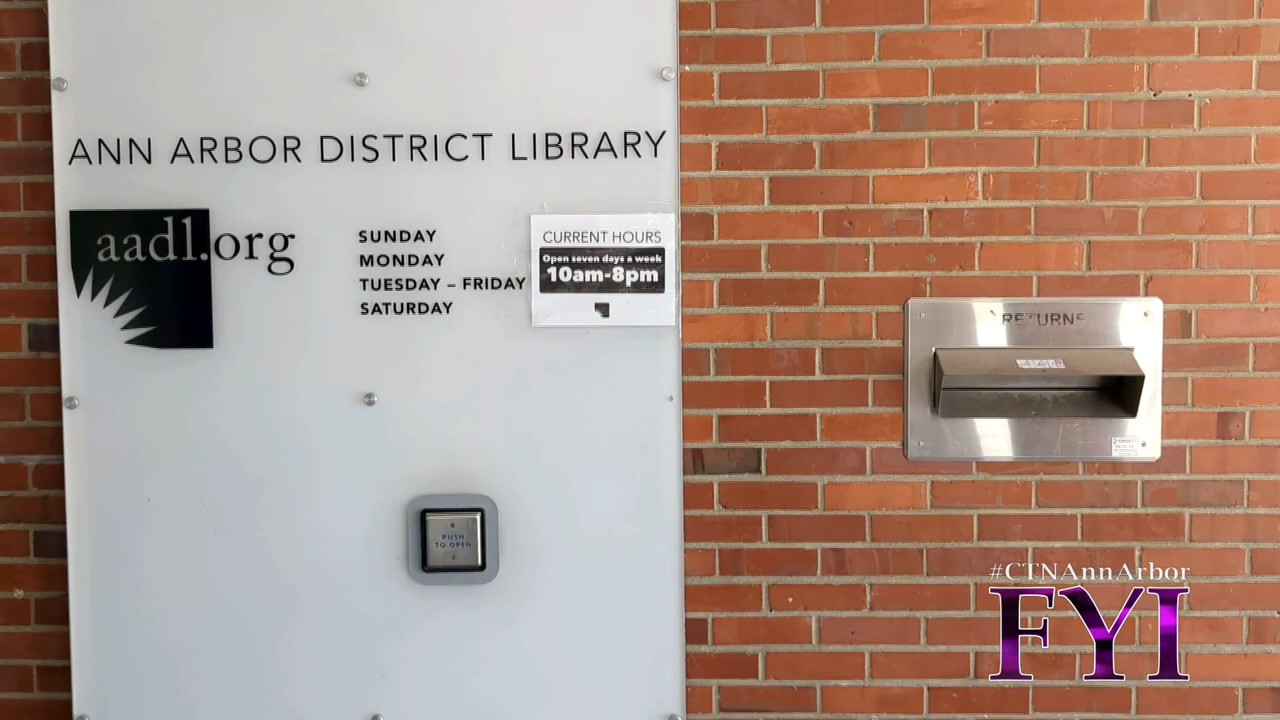 ANN ARBOR DISTRICT LIBRARY
aadl.org
SUNDAY
MONDAY
TUESDAY – FRIDAY
SATURDAY
CURRENT HOURS
Open seven days a week
10am-8pm
PUSH
TO OPEN
RETURNS
#CTNAnnArbor
FYI